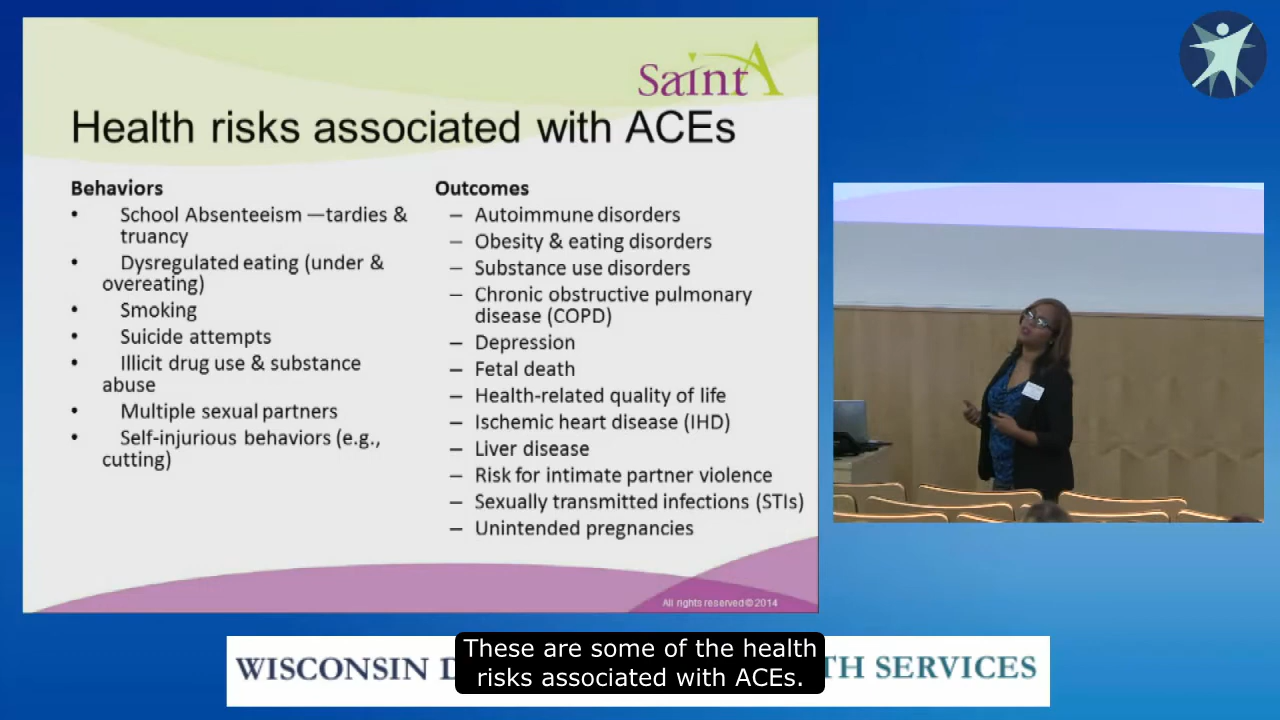 SaintA
Health risks associated with ACEs
Behaviors
• School Absenteeism —tardies &
truancy
• Dysregulated eating (under &
overeating)
• Smoking
• Suicide attempts
• Illicit drug use & substance
abuse
• Multiple sexual partners
• Self-injurious behaviors (e.g.,
cutting)
Outcomes
– Autoimmune disorders
– Obesity & eating disorders
– Substance use disorders
– Chronic obstructive pulmonary
disease (COPD)
– Depression
– Fetal death
– Health-related quality of life
– Ischemic heart disease (IHD)
– Liver disease
– Risk for intimate partner violence
– Sexually transmitted infections (STIs)
– Unintended pregnancies
All rights reserved © 2014
WISCONSIN D TH SERVICES
These are some of the health
risks associated with ACEs.